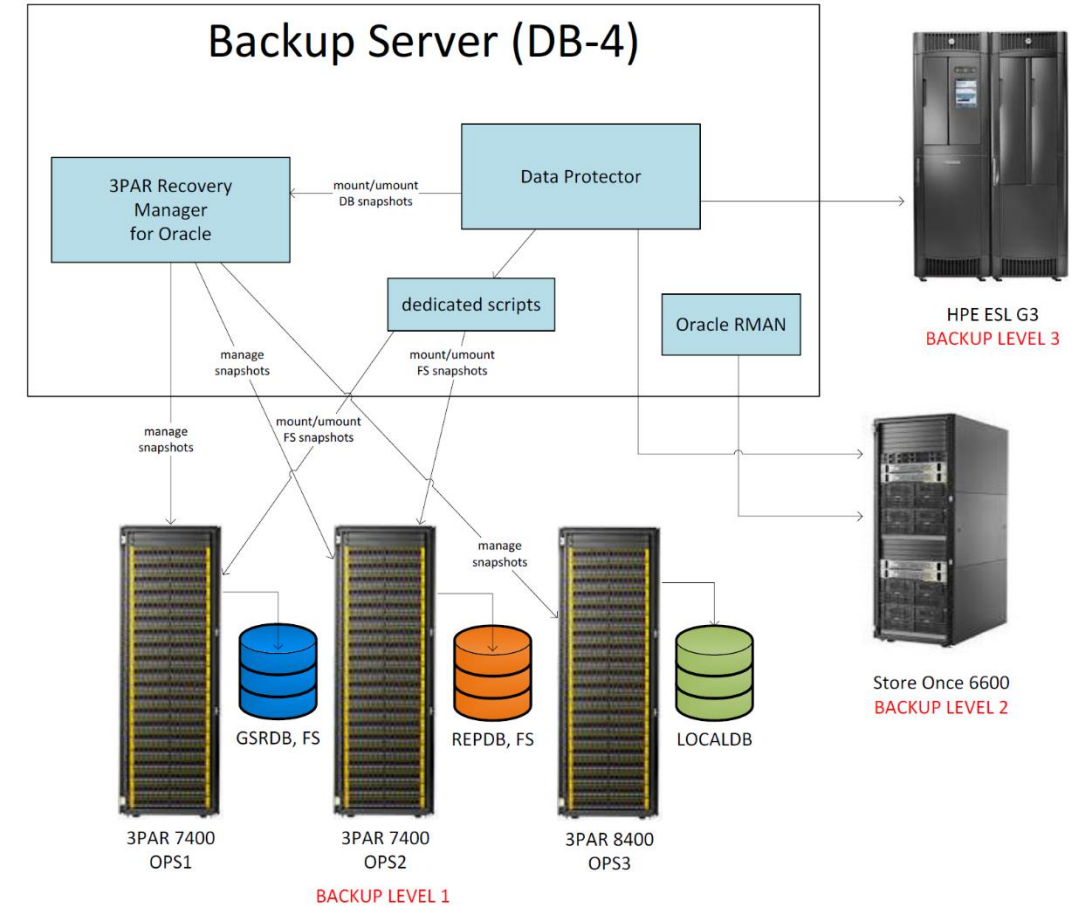 Backup Server (DB-4)
3PAR Recovery
Manager
for Oracle
mount/umount
DB snapshots
Data Protector
dedicated scripts
Oracle RMAN
HPE ESL G3
BACKUP LEVEL 3
manage
snapshots
mount/umount
FS snapshots
manage
snapshots
mount/umount
FS snapshots
manage
snapshots
Store Once 6600
BACKUP LEVEL 2
GSRDB, FS
REPDB, FS
LOCALDB
3PAR 7400
OPS1
3PAR 7400
OPS2
3PAR 8400
OPS3
BACKUP LEVEL 1